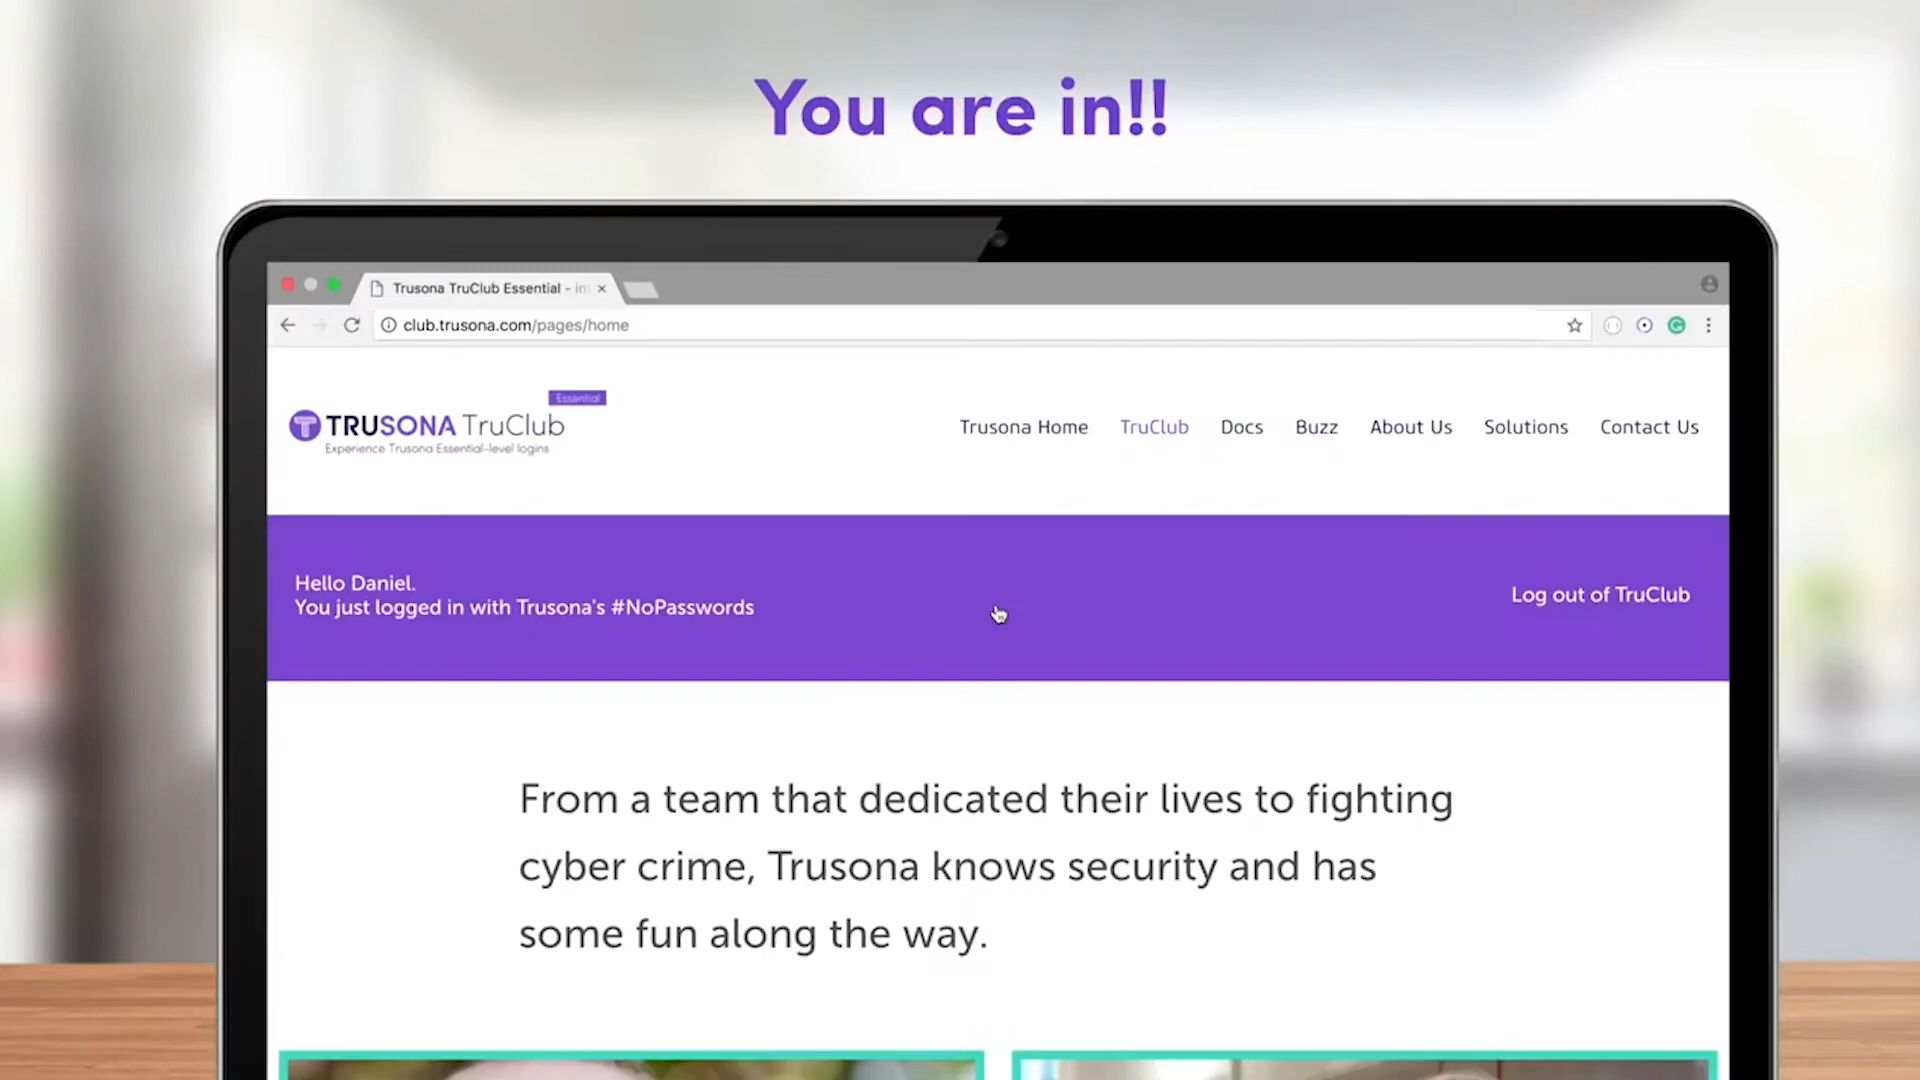 You are in!!
Trusona TruClub Essential - in
club.trusona.com/pages/home
Essential
TRUSONA TruClub
Experience Trusona Essential-level logins
Trusona Home TruClub Docs Buzz About Us Solutions Contact Us
Hello Daniel.
You just logged in with Trusona's #NoPasswords
Log out of TruClub
From a team that dedicated their lives to fighting
cyber crime, Trusona knows security and has
some fun along the way.